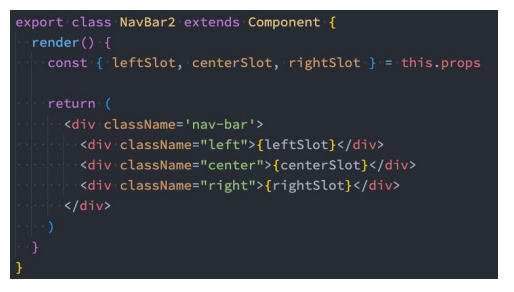 export class NavBar2 extends Component {
  render() {
    const { leftSlot, centerSlot, rightSlot } = this.props

    return (
      <div className='nav-bar'>
        <div className="left">{leftSlot}</div>
        <div className="center">{centerSlot}</div>
        <div className="right">{rightSlot}</div>
      </div>
    )
  }
}